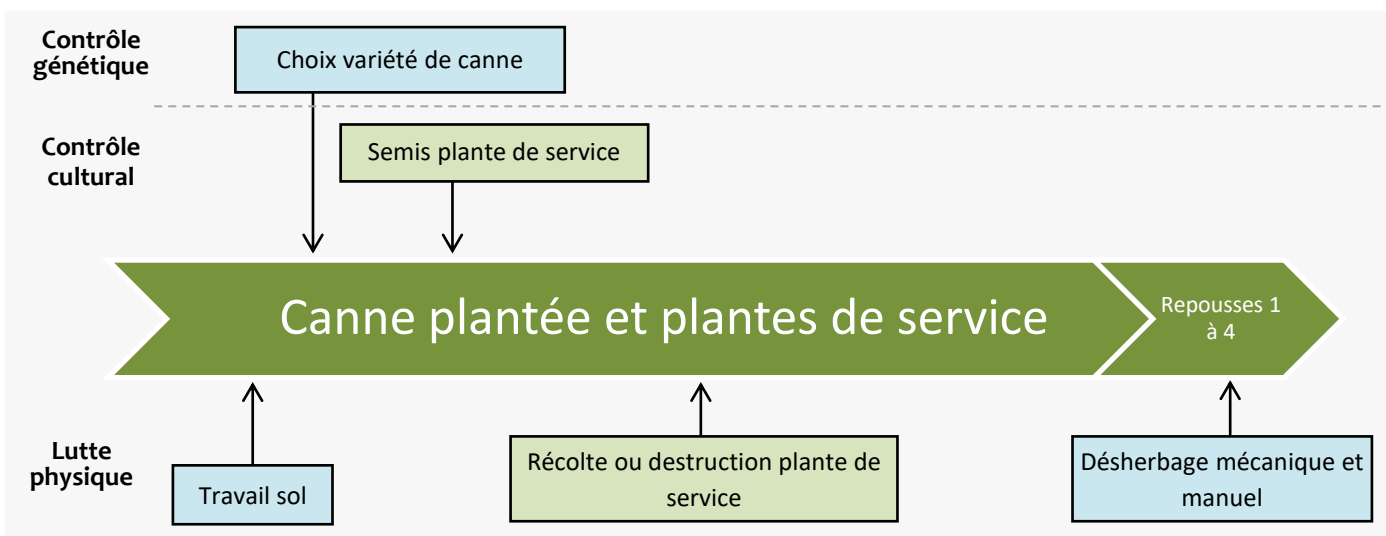 Contrôle
génétique
Choix variété de canne
Contrôle
cultural
Semis plante de service
Canne plantée et plantes de service
Repousses 1
à 4
Lutte
physique
Travail sol
Récolte ou destruction plante de
service
Désherbage mécanique et
manuel